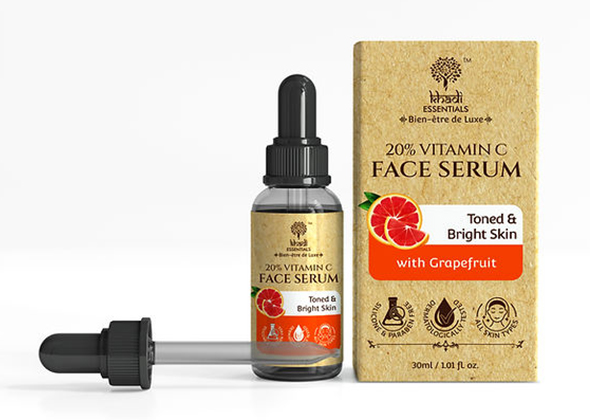 khadi
ESSENTIALS
Bien-être de Luxe
20% VITAMIN C
FACE SERUM
Toned &
Bright Skin
khadi
TM
ESSENTIALS
Bien-être de Luxe
20% VITAMIN C
FACE SERUM
Toned &
Bright Skin
with Grapefruit
SILICONE & PARABEN FREE
DERMATOLOGICALLY TESTED
ALL SKIN TYPES
30ml / 1.01 fl. oz.